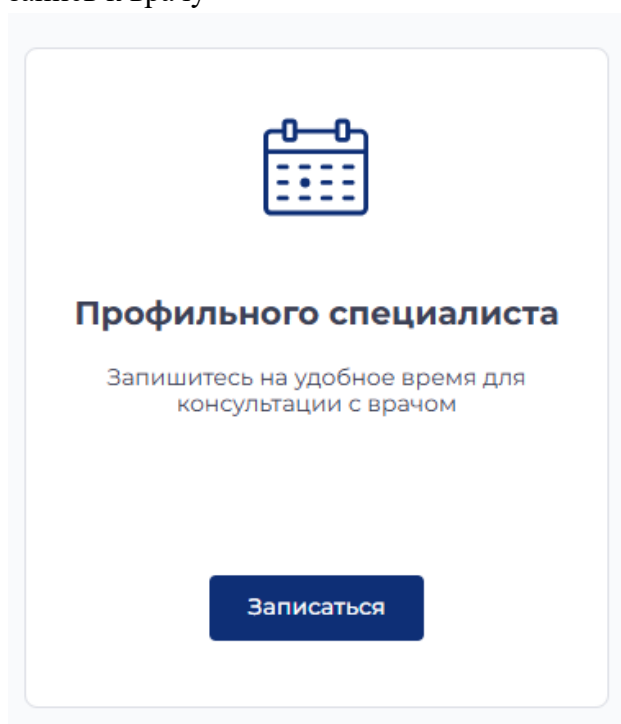 Профильного специалиста
Запишитесь на удобное время для
консультации с врачом
Записаться